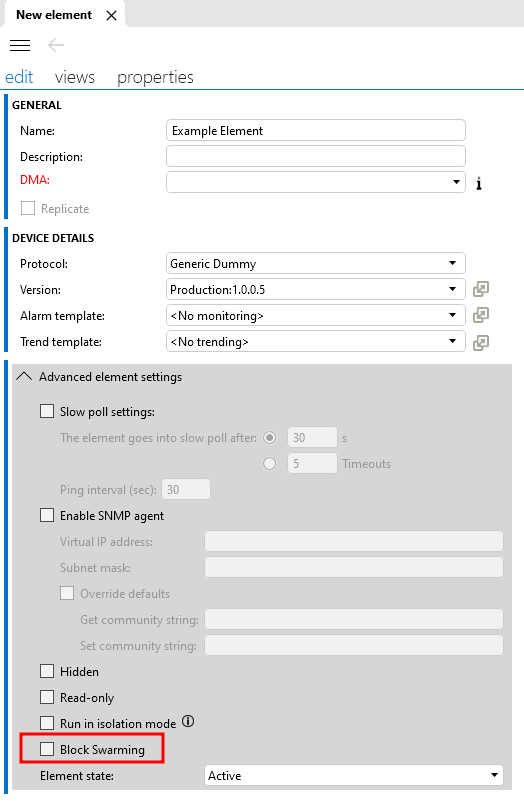 New element
edit views properties
GENERAL
Name: Example Element
Description:
DMA:
Replicate
DEVICE DETAILS
Protocol: Generic Dummy
Version: Production:1.0.0.5
Alarm template: <No monitoring>
Trend template: <No trending>
Advanced element settings
Slow poll settings:
The element goes into slow poll after: 30 s
5 Timeouts
Ping interval (sec): 30
Enable SNMP agent
Virtual IP address:
Subnet mask:
Override defaults
Get community string:
Set community string:
Hidden
Read-only
Run in isolation mode
Block Swarming
Element state: Active